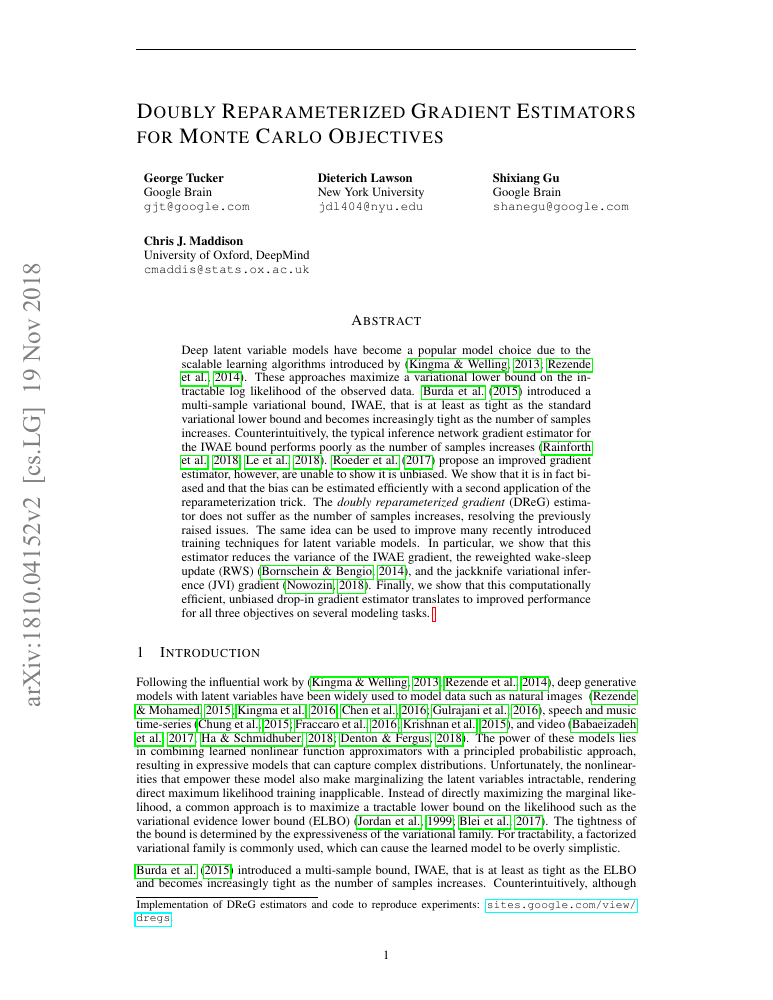 arXiv:1810.04152v2 [cs.LG] 19 Nov 2018
DOUBLY REPARAMETERIZED GRADIENT ESTIMATORS
FOR MONTE CARLO OBJECTIVES
George Tucker
Google Brain
gjt@google.com
Dieterich Lawson
New York University
jdl404@nyu.edu
Shixiang Gu
Google Brain
shanegu@google.com
Chris J. Maddison
University of Oxford, DeepMind
cmaddis@stats.ox.ac.uk
ABSTRACT
Deep latent variable models have become a popular model choice due to the
scalable learning algorithms introduced by (Kingma & Welling, 2013; Rezende
et al., 2014). These approaches maximize a variational lower bound on the in-
tractable log likelihood of the observed data. Burda et al. (2015) introduced a
multi-sample variational bound, IWAE, that is at least as tight as the standard
variational lower bound and becomes increasingly tight as the number of samples
increases. Counterintuitively, the typical inference network gradient estimator for
the IWAE bound performs poorly as the number of samples increases (Rainforth
et al., 2018; Le et al., 2018). Roeder et al. (2017) propose an improved gradient
estimator, however, are unable to show it is unbiased. We show that it is in fact bi-
ased and that the bias can be estimated efficiently with a second application of the
reparameterization trick. The doubly reparameterized gradient (DReG) estima-
tor does not suffer as the number of samples increases, resolving the previously
raised issues. The same idea can be used to improve many recently introduced
training techniques for latent variable models. In particular, we show that this
estimator reduces the variance of the IWAE gradient, the reweighted wake-sleep
update (RWS) (Bornschein & Bengio, 2014), and the jackknife variational infer-
ence (JVI) gradient (Nowozin, 2018). Finally, we show that this computationally
efficient, unbiased drop-in gradient estimator translates to improved performance
for all three objectives on several modeling tasks.
1 INTRODUCTION
Following the influential work by (Kingma & Welling, 2013; Rezende et al., 2014), deep generative
models with latent variables have been widely used to model data such as natural images (Rezende
& Mohamed, 2015; Kingma et al., 2016; Chen et al., 2016; Gulrajani et al., 2016), speech and music
time-series (Chung et al., 2015; Fraccaro et al., 2016; Krishnan et al., 2015), and video (Babaeizadeh
et al., 2017; Ha & Schmidhuber, 2018; Denton & Fergus, 2018). The power of these models lies
in combining learned nonlinear function approximators with a principled probabilistic approach,
resulting in expressive models that can capture complex distributions. Unfortunately, the nonlinear-
ities that empower these model also make marginalizing the latent variables intractable, rendering
direct maximum likelihood training inapplicable. Instead of directly maximizing the marginal like-
lihood, a common approach is to maximize a tractable lower bound on the likelihood such as the
variational evidence lower bound (ELBO) (Jordan et al., 1999; Blei et al., 2017). The tightness of
the bound is determined by the expressiveness of the variational family. For tractability, a factorized
variational family is commonly used, which can cause the learned model to be overly simplistic.
Burda et al. (2015) introduced a multi-sample bound, IWAE, that is at least as tight as the ELBO
and becomes increasingly tight as the number of samples increases. Counterintuitively, although
Implementation of DReG estimators and code to reproduce experiments: sites.google.com/view/
dregs.
1